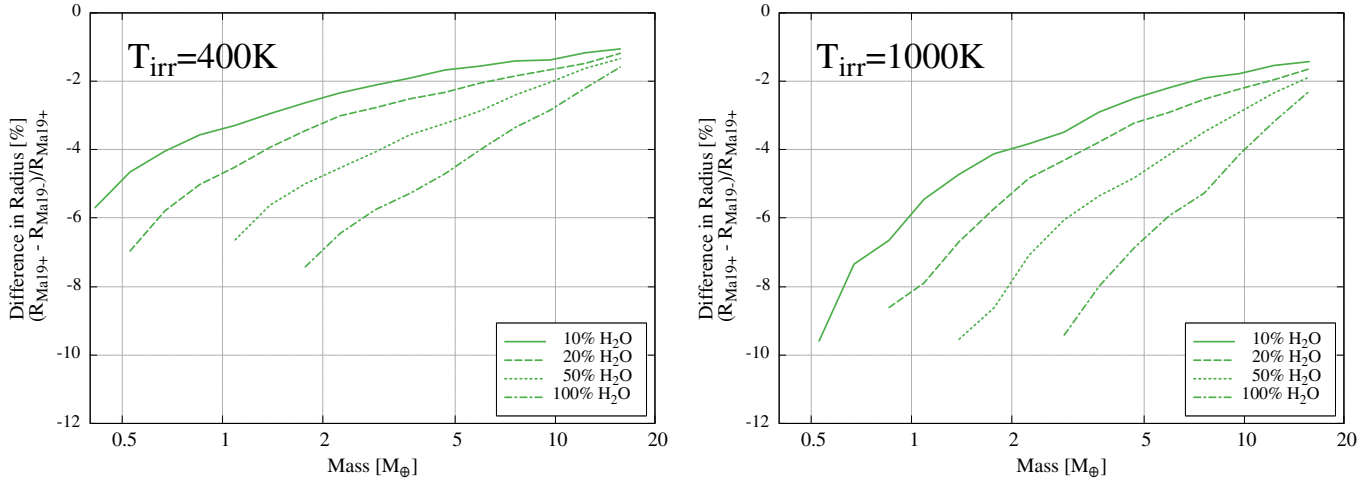 T_irr=400K
Difference in Radius [%]
(R_Ma19+ - R_Ma19-)/R_Ma19+
0
-2
-4
-6
-8
-10
-12
0.5 1 2 5 10 20
Mass [M_⊕]
10% H₂O
20% H₂O
50% H₂O
100% H₂O
T_irr=1000K
Difference in Radius [%]
(R_Ma19+ - R_Ma19-)/R_Ma19+
0
-2
-4
-6
-8
-10
-12
0.5 1 2 5 10 20
Mass [M_⊕]
10% H₂O
20% H₂O
50% H₂O
100% H₂O